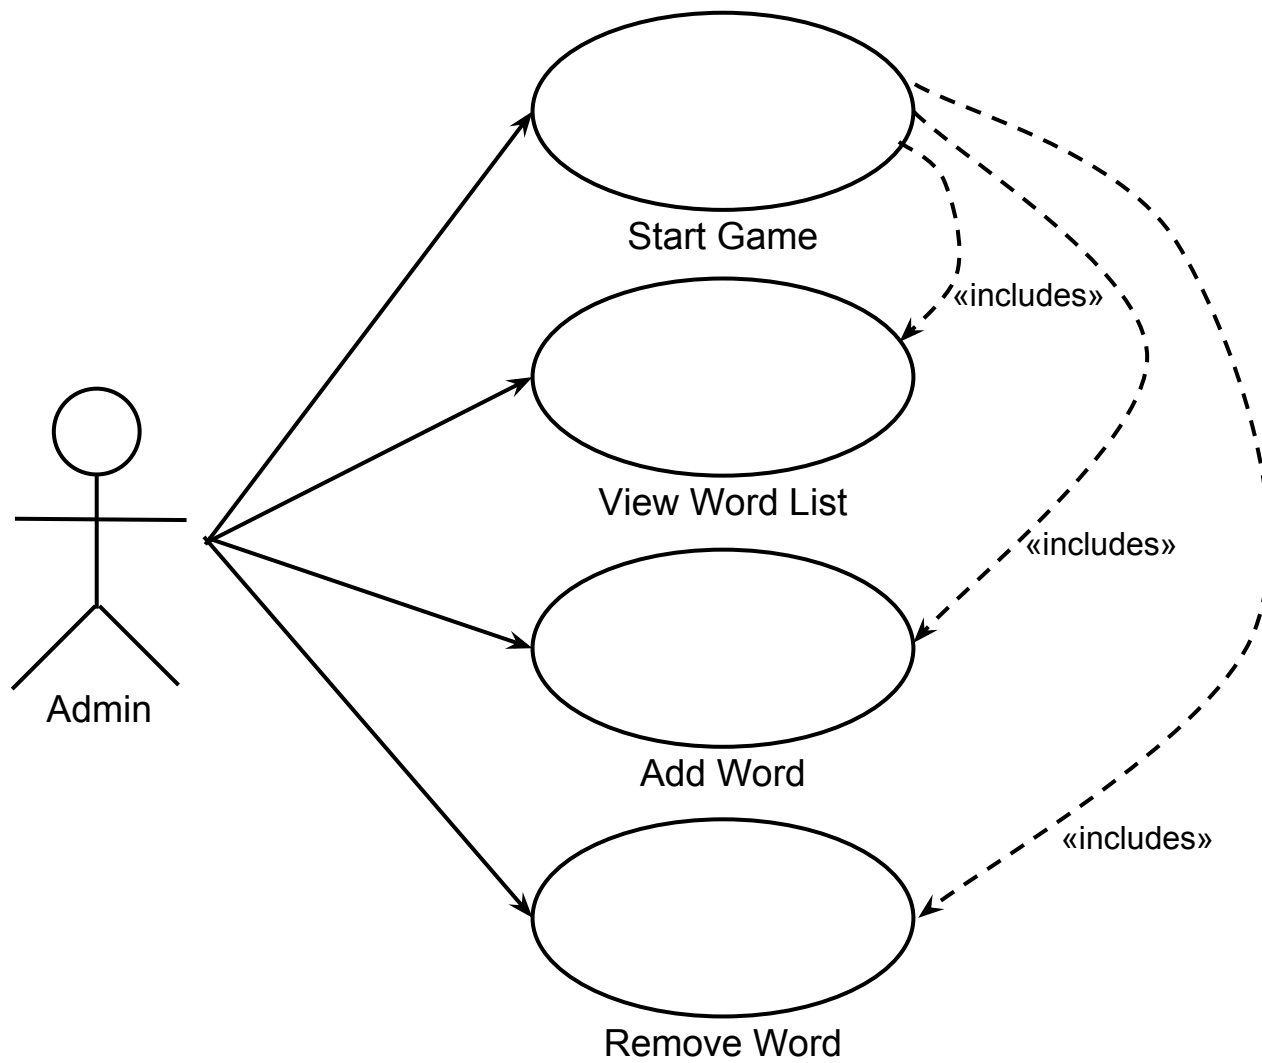 Start Game
«includes»
View Word List
«includes»
Admin
Add Word
«includes»
Remove Word